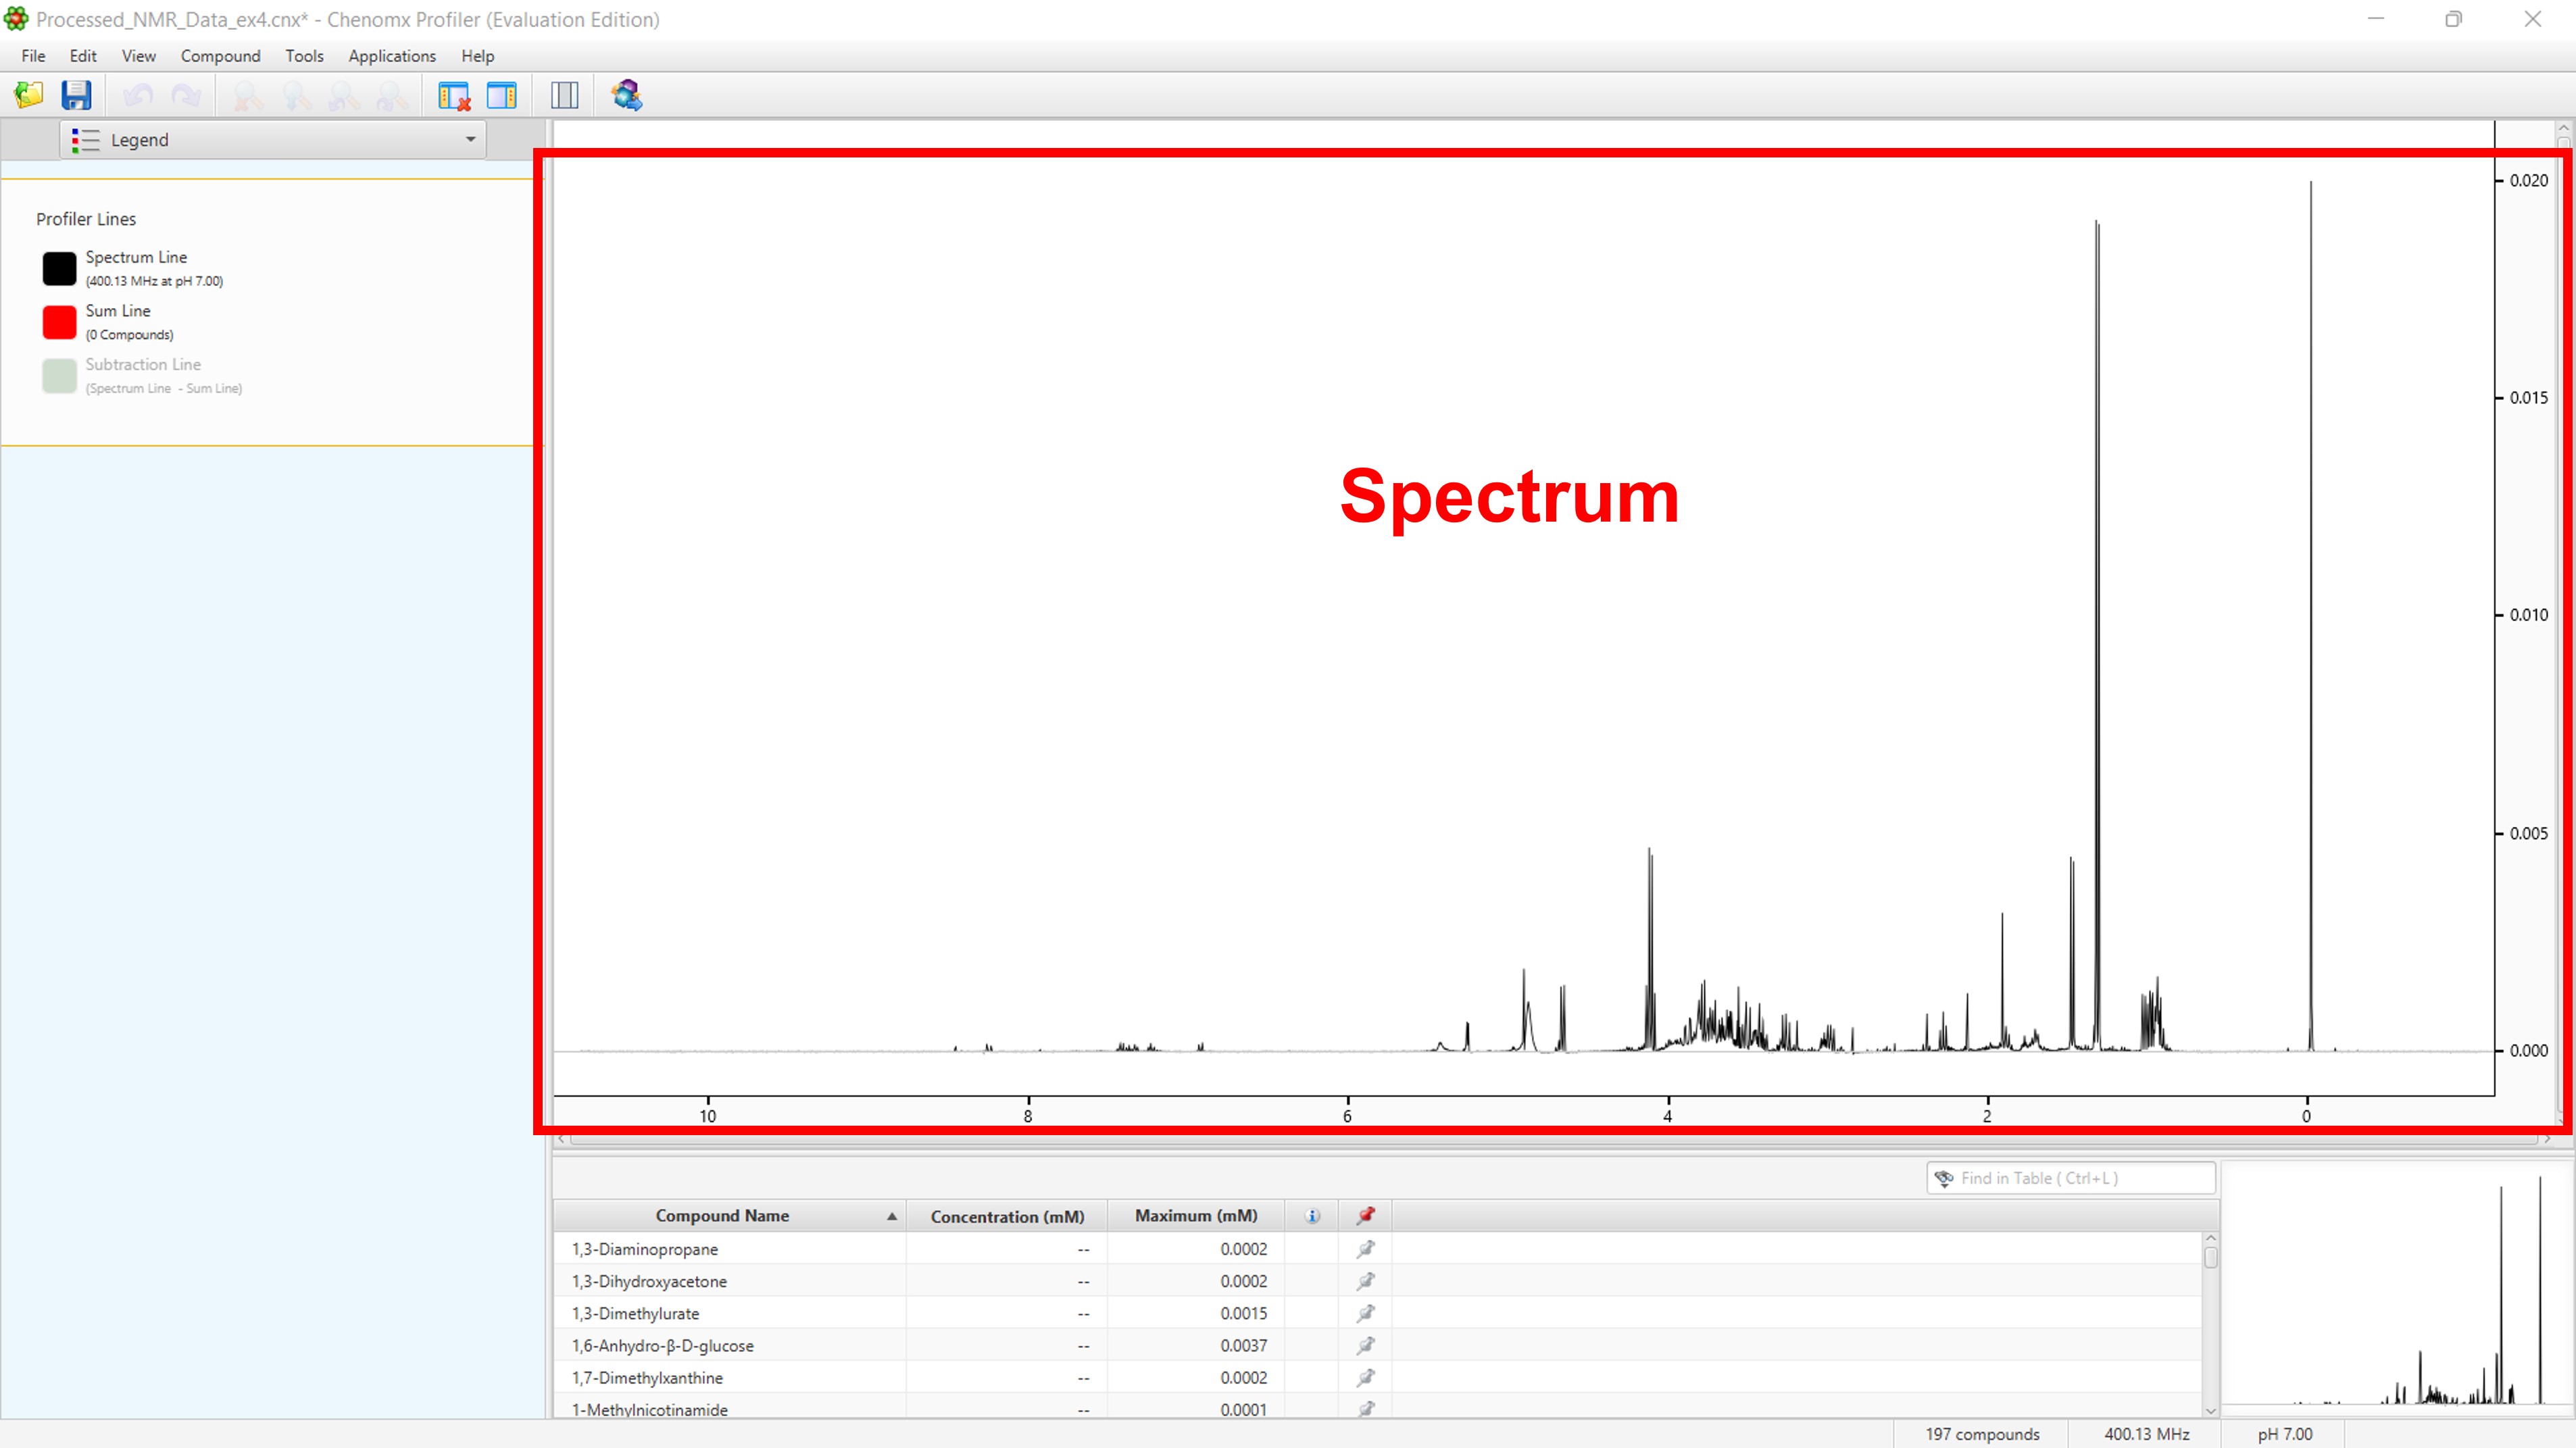 Processed_NMR_Data_ex4.cnx* - Chenomx Profiler (Evaluation Edition)
File Edit View Compound Tools Applications Help
Legend
Profiler Lines
Spectrum Line
(400.13 MHz at pH 7.00)
Sum Line
(0 Compounds)
Subtraction Line
(Spectrum Line - Sum Line)
Spectrum
0.020
0.015
0.010
0.005
0.000
10 8 6 4 2 0
Find in Table ( Ctrl+L )
Compound Name Concentration (mM) Maximum (mM)
1,3-Diaminopropane -- 0.0002
1,3-Dihydroxyacetone -- 0.0002
1,3-Dimethylurate -- 0.0015
1,6-Anhydro-β-D-glucose -- 0.0037
1,7-Dimethylxanthine -- 0.0002
1-Methylnicotinamide -- 0.0001
197 compounds 400.13 MHz pH 7.00